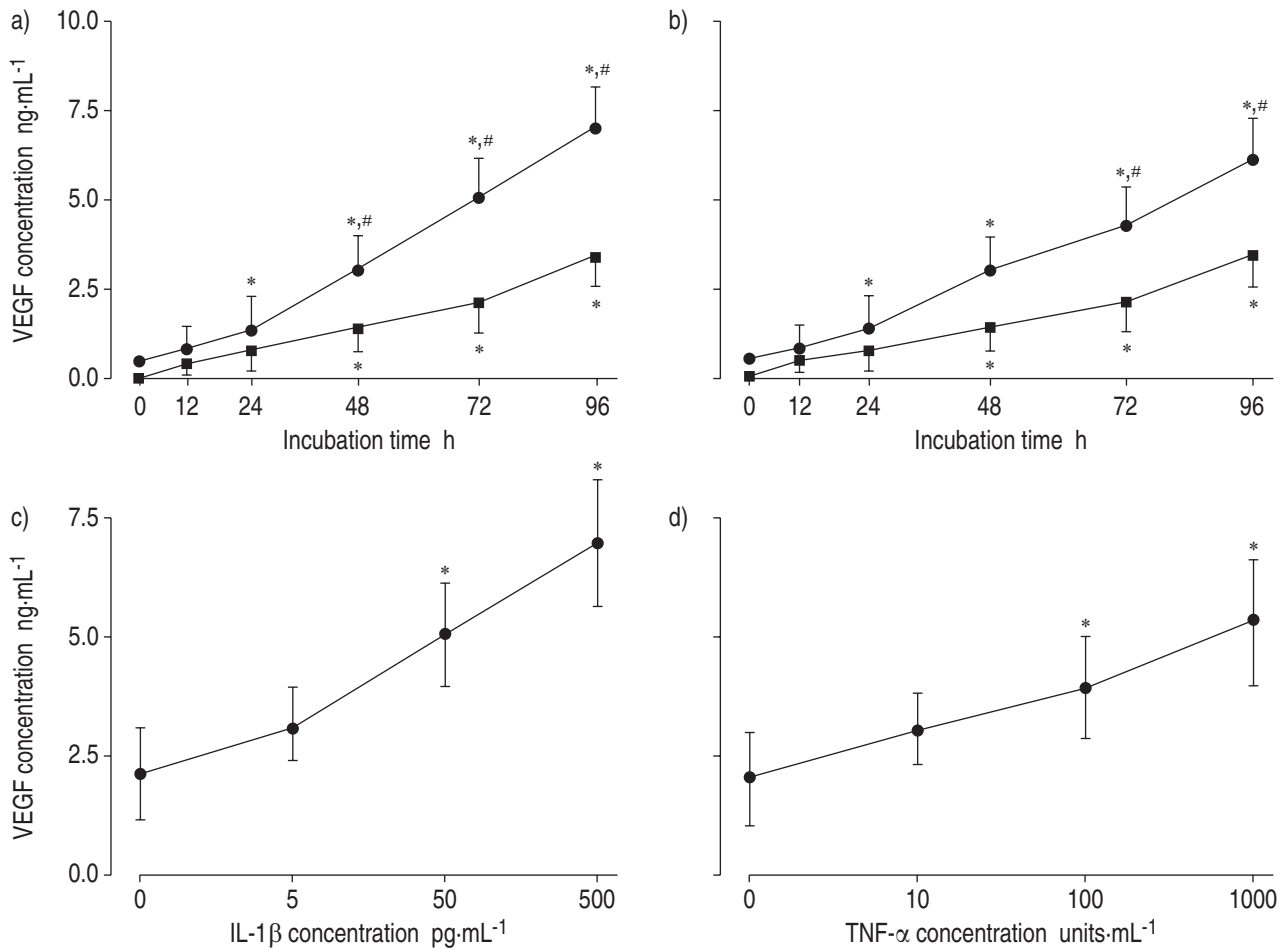 a)
10.0
7.5
5.0
2.5
0.0
VEGF concentration ng·mL-1
*
*,#
*,#
*,#
*
*
*
0 12 24 48 72 96
Incubation time h
b)
*
*
*,#
*,#
*
*
*
0 12 24 48 72 96
Incubation time h
c)
7.5
5.0
2.5
0.0
VEGF concentration ng·mL-1
*
*
0 5 50 500
IL-1β concentration pg·mL-1
d)
*
*
0 10 100 1000
TNF-α concentration units·mL-1